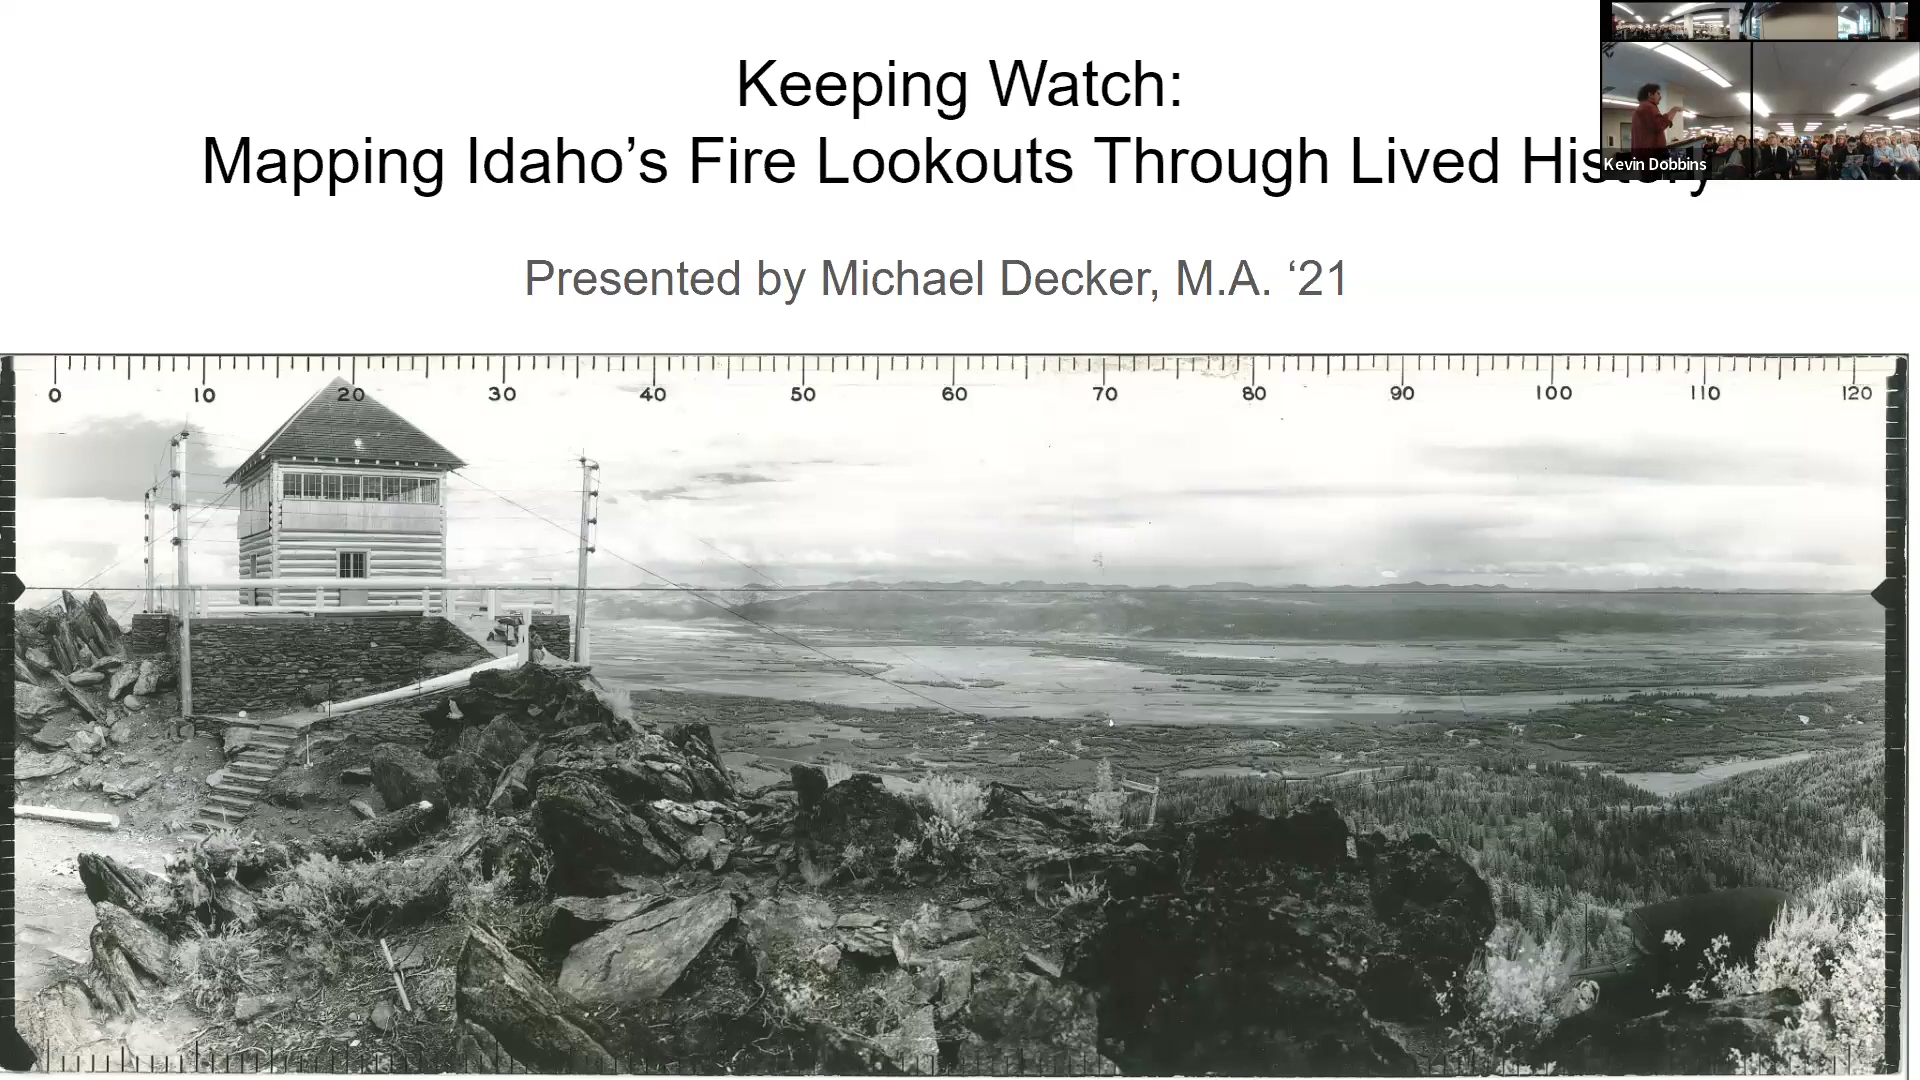 Keeping Watch:
Mapping Idaho's Fire Lookouts Through Lived History
Kevin Dobbins
Presented by Michael Decker, M.A. ‘21
0 10 20 30 40 50 60 70 80 90 100 110 120